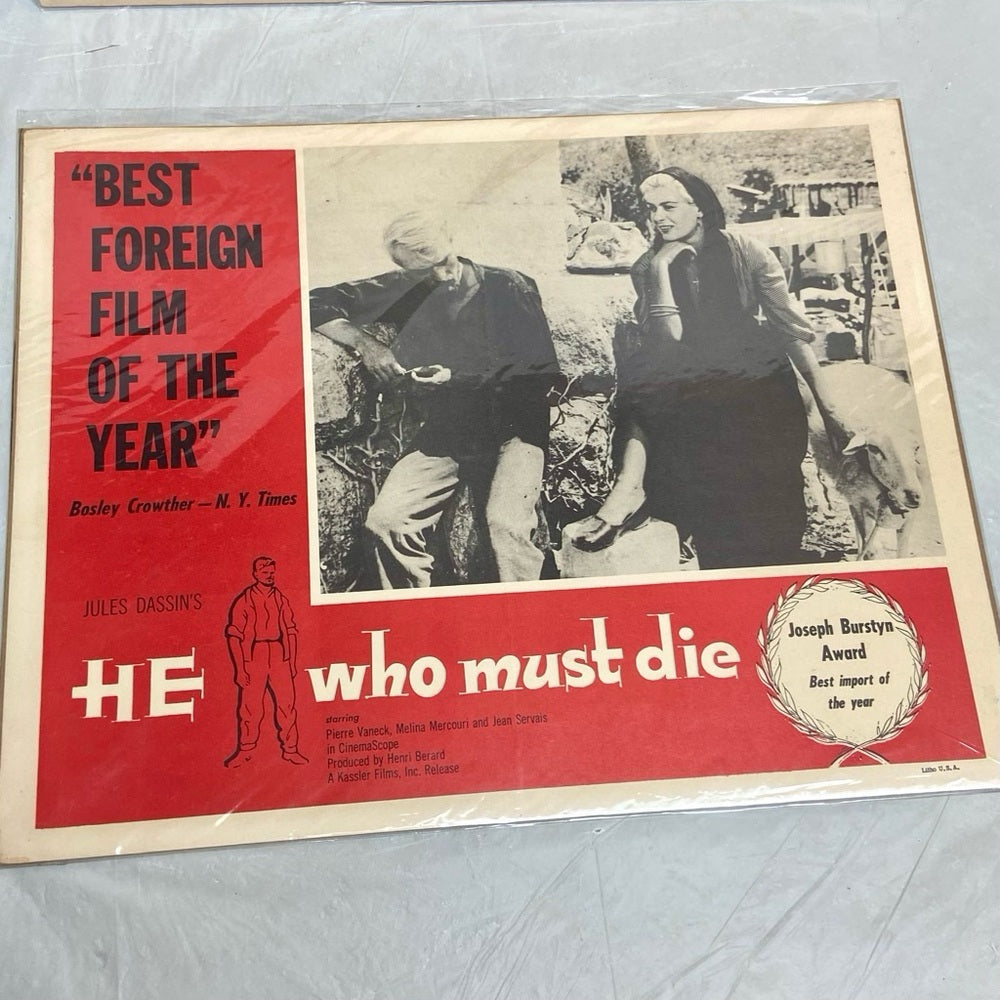 “BEST
FOREIGN
FILM
OF THE
YEAR”
Bosley Crowther — N. Y. Times
JULES DASSIN'S
HE who must die
starring
Pierre Vaneck, Melina Mercouri and Jean Servais
in CinemaScope
Produced by Henri Berard
A Kassler Films, Inc. Release
Joseph Burstyn
Award
Best import of
the year
Litho U.S.A.